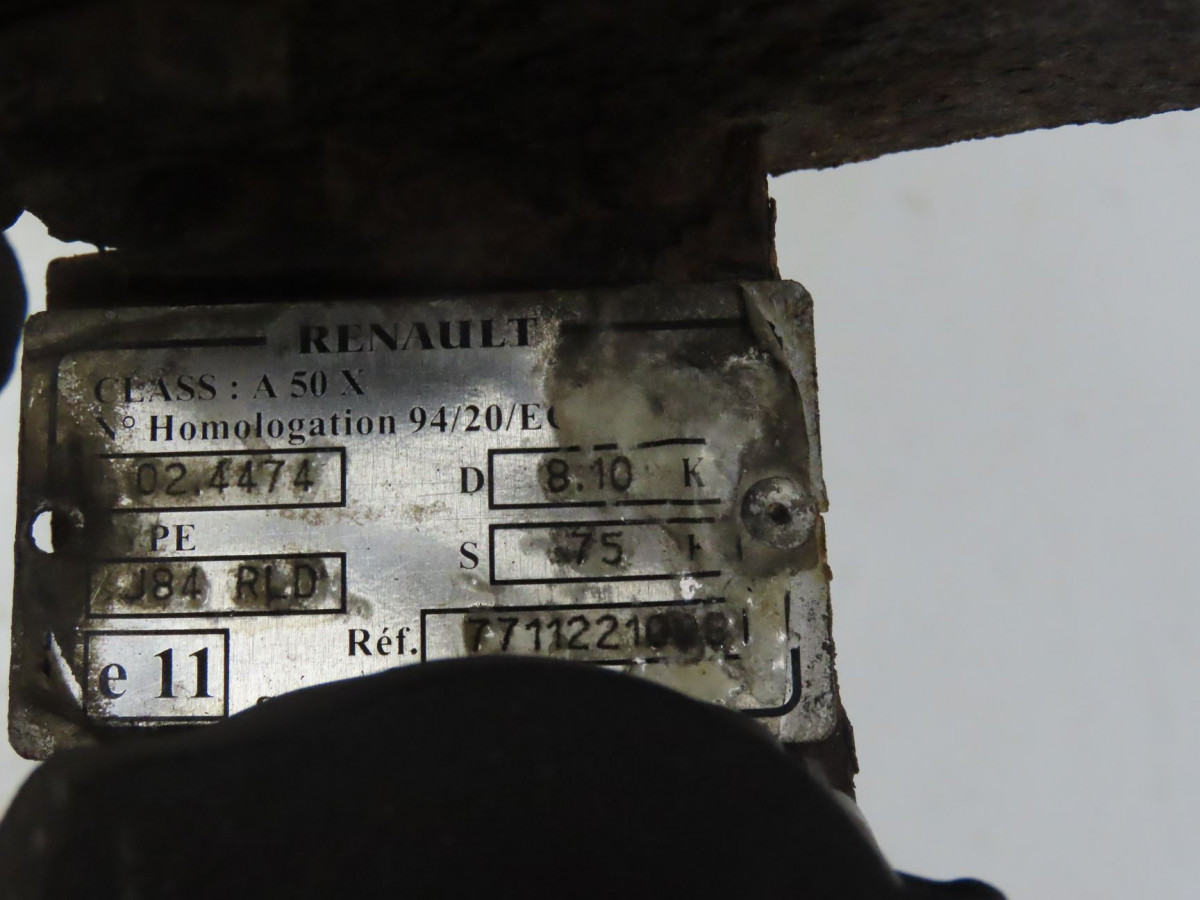 RENAULT
CLASS : A 50 X
N° Homologation 94/20/EC
02.4474 D 8.10 K
PE S 75
J84 RLD
Réf.
e 11